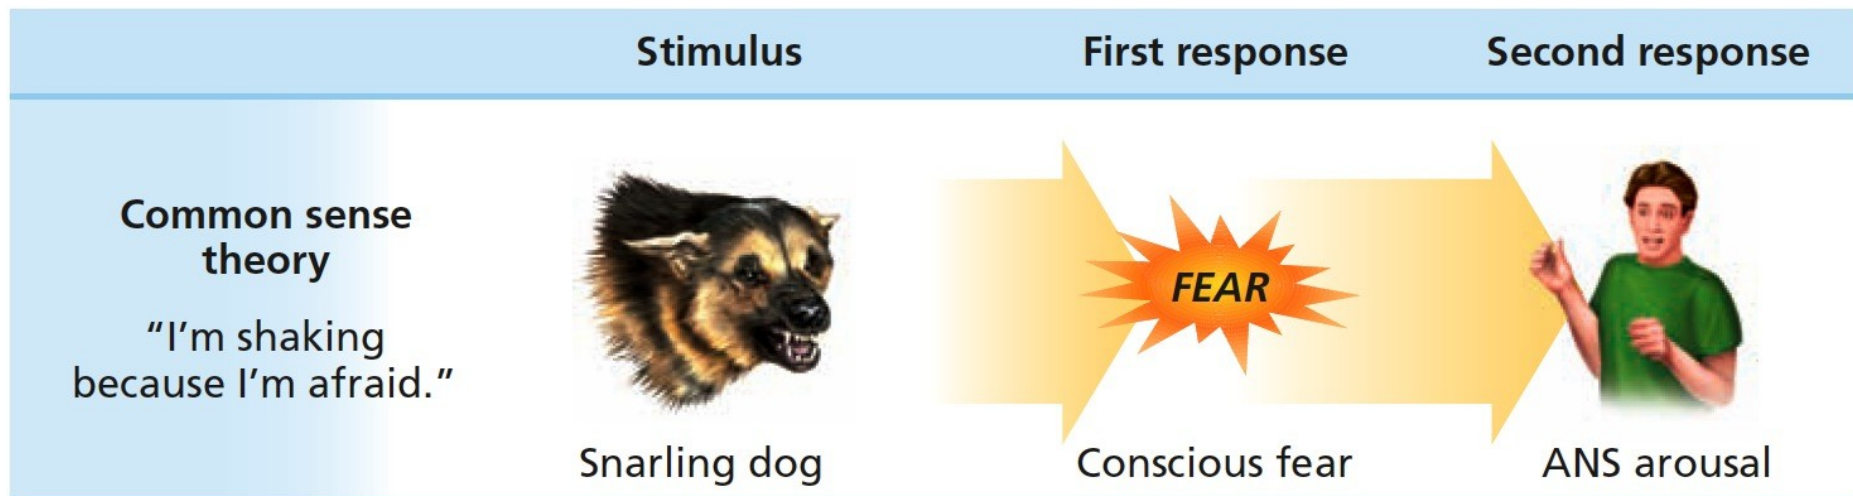 Stimulus
First response
Second response
Common sense
theory
“I’m shaking
because I’m afraid.”
FEAR
Snarling dog
Conscious fear
ANS arousal